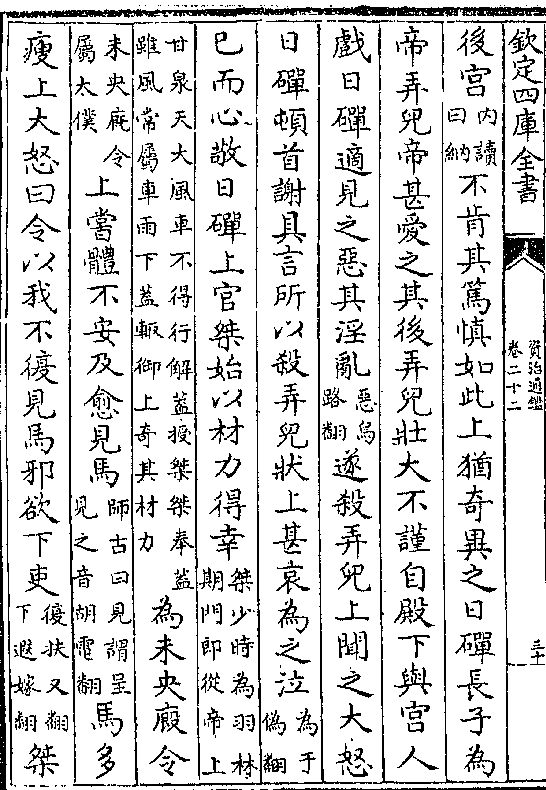 欽定四庫全書
資治通鑑
卷二十二
三十
後宮内讀曰納不肯其篤慎如此上猶奇異之日磾長子為
帝弄兒帝甚愛之其後弄兒壯大不謹自殿下與宮人
戲日磾適見之惡其淫亂惡烏路翻遂殺弄兒上聞之大怒
日磾頓首謝具言所以殺弄兒狀上甚哀為之泣為于偽翻
已而心敬日磾上官桀始以材力得幸桀少時為羽林期門郎從帝上
甘泉天大風車不得行解蓋授桀桀奉蓋雖風常屬車雨下蓋輒御上奇其材力為未央廄令
未央廄令屬太僕上嘗體不安及愈見馬師古曰見謂呈見之音胡電翻馬多
瘦上大怒曰令以我不復見馬邪欲下吏復扶又翻下遐嫁翻桀